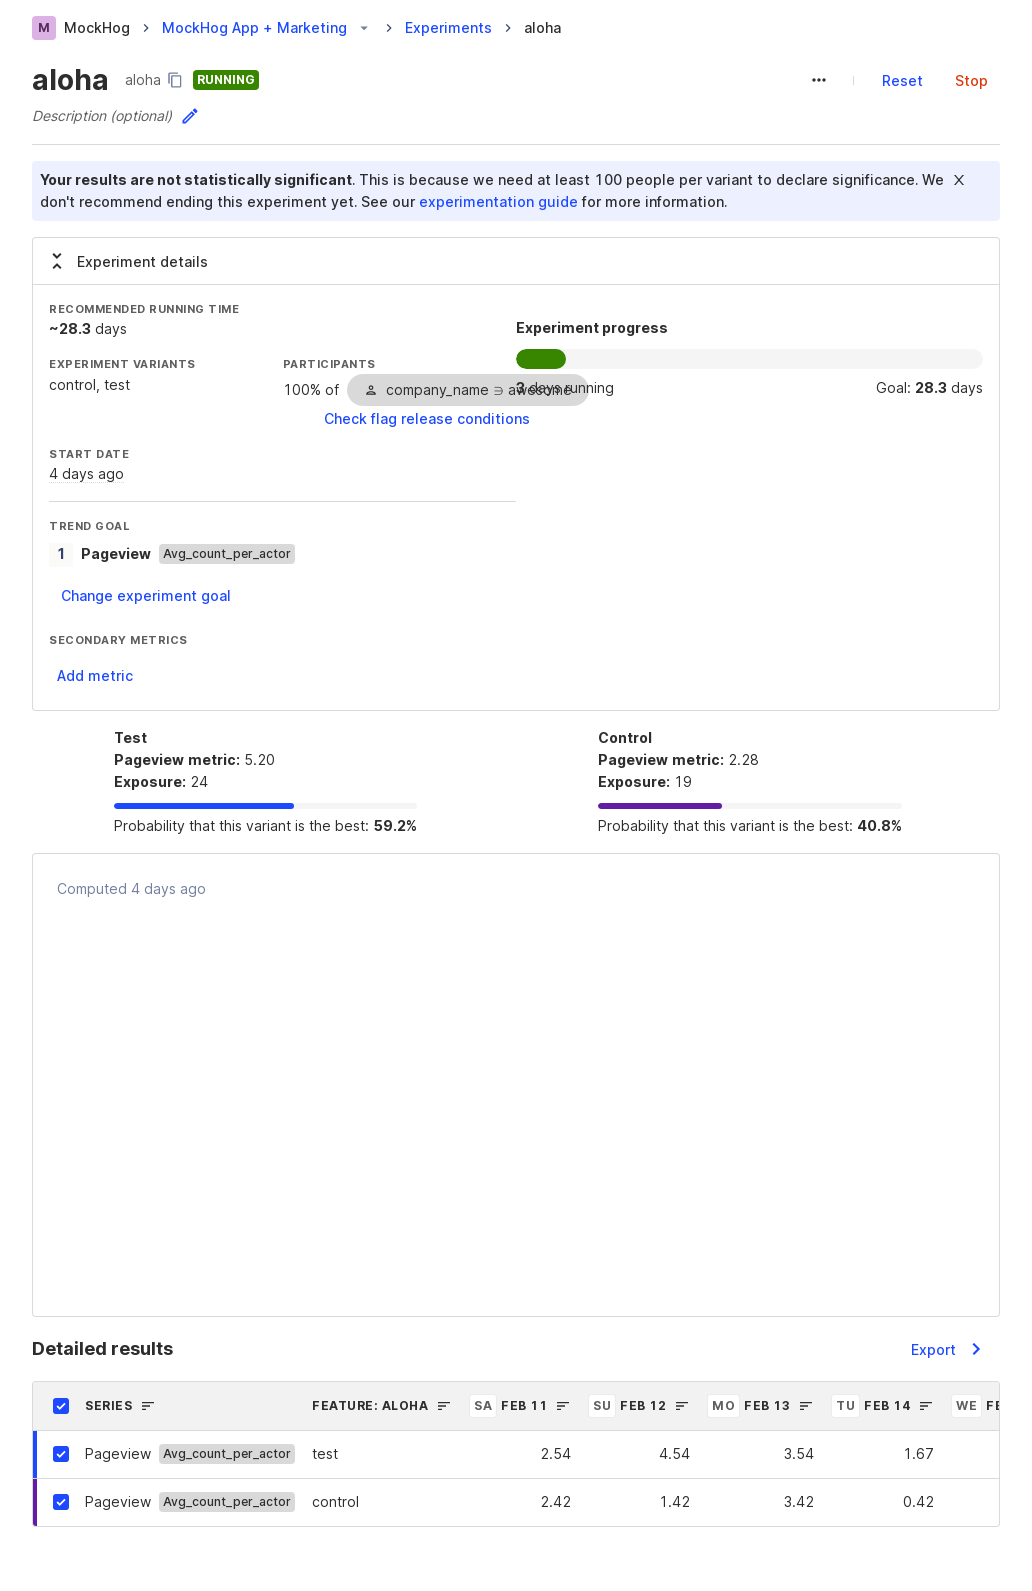 M MockHog > MockHog App + Marketing > Experiments > aloha
aloha aloha RUNNING ••• Reset Stop
Description (optional)
Your results are not statistically significant. This is because we need at least 100 people per variant to declare significance. We
don't recommend ending this experiment yet. See our experimentation guide for more information.
Experiment details
RECOMMENDED RUNNING TIME
~28.3 days
EXPERIMENT VARIANTS
control, test
PARTICIPANTS
100% of company_name ∋ awesome
Check flag release conditions
START DATE
4 days ago
TREND GOAL
1 Pageview Avg_count_per_actor
Change experiment goal
SECONDARY METRICS
Add metric
Experiment progress
3 days running Goal: 28.3 days
Test
Pageview metric: 5.20
Exposure: 24
Probability that this variant is the best: 59.2%
Control
Pageview metric: 2.28
Exposure: 19
Probability that this variant is the best: 40.8%
Computed 4 days ago
Detailed results Export
SERIES FEATURE: ALOHA SA FEB 11 SU FEB 12 MO FEB 13 TU FEB 14 WE FE
Pageview Avg_count_per_actor test 2.54 4.54 3.54 1.67
Pageview Avg_count_per_actor control 2.42 1.42 3.42 0.42